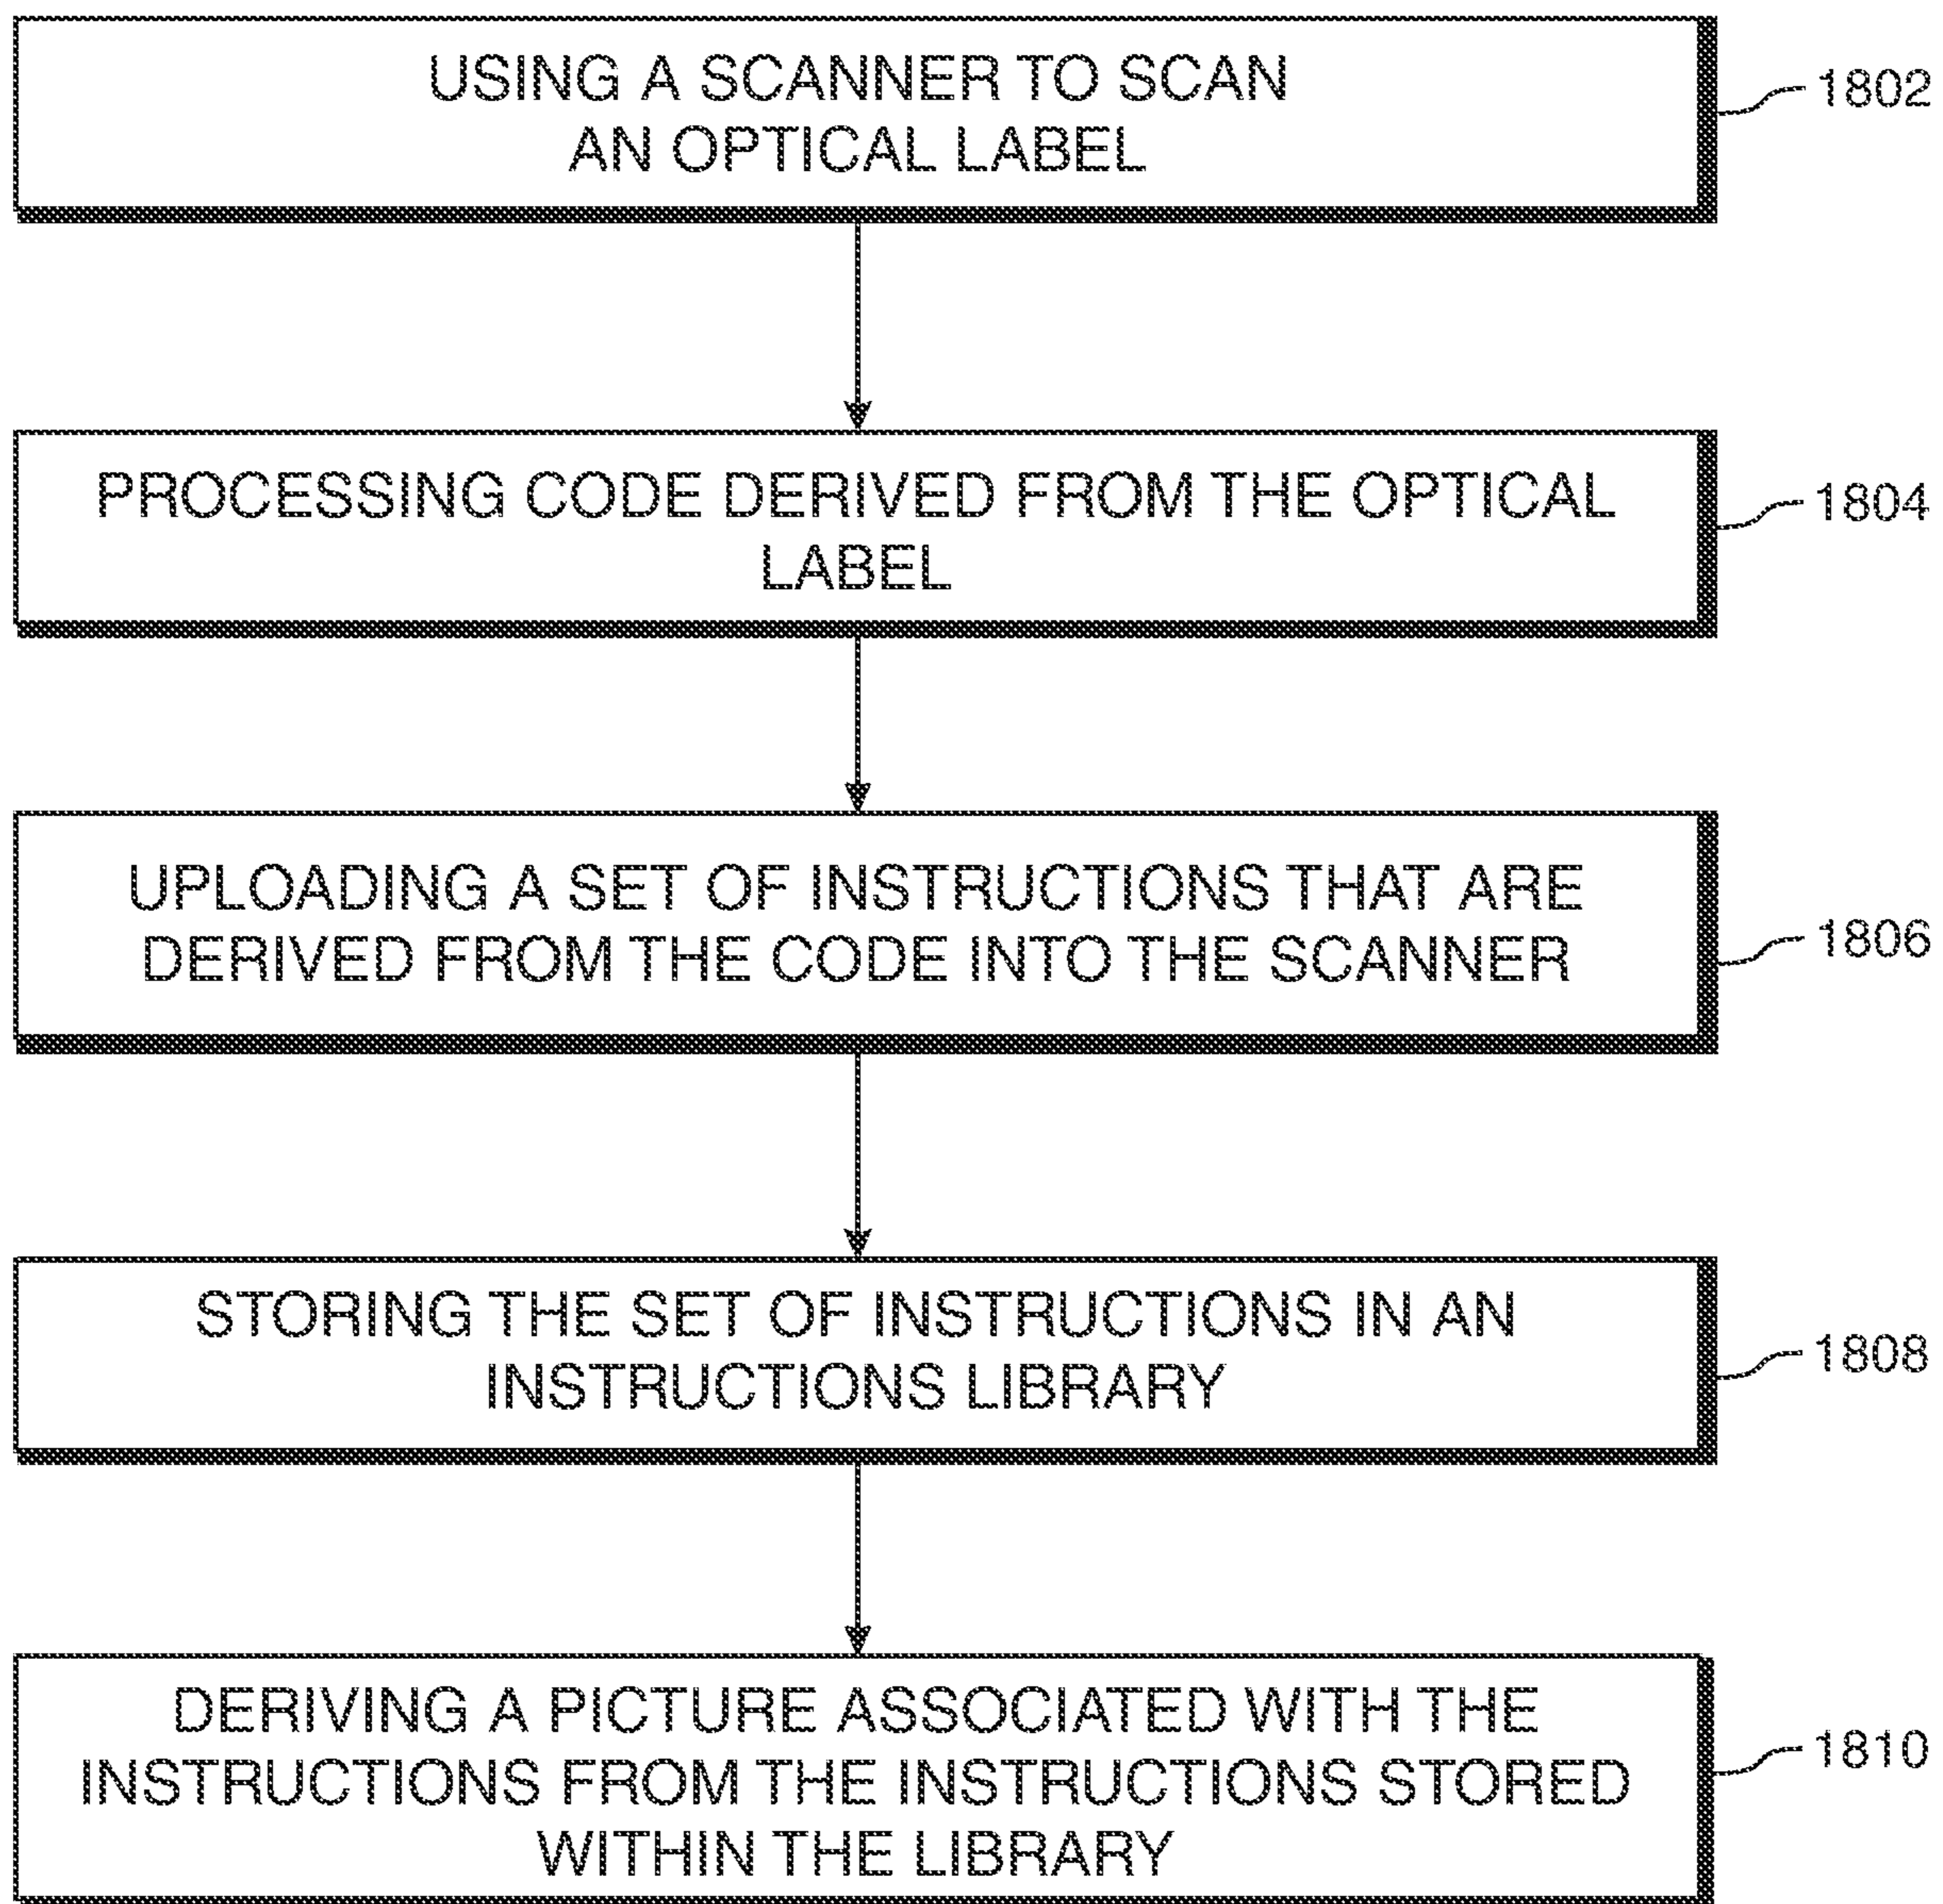 USING A SCANNER TO SCAN
AN OPTICAL LABEL
1802
PROCESSING CODE DERIVED FROM THE OPTICAL
LABEL
1804
UPLOADING A SET OF INSTRUCTIONS THAT ARE
DERIVED FROM THE CODE INTO THE SCANNER
1806
STORING THE SET OF INSTRUCTIONS IN AN
INSTRUCTIONS LIBRARY
1808
DERIVING A PICTURE ASSOCIATED WITH THE
INSTRUCTIONS FROM THE INSTRUCTIONS STORED
WITHIN THE LIBRARY
1810